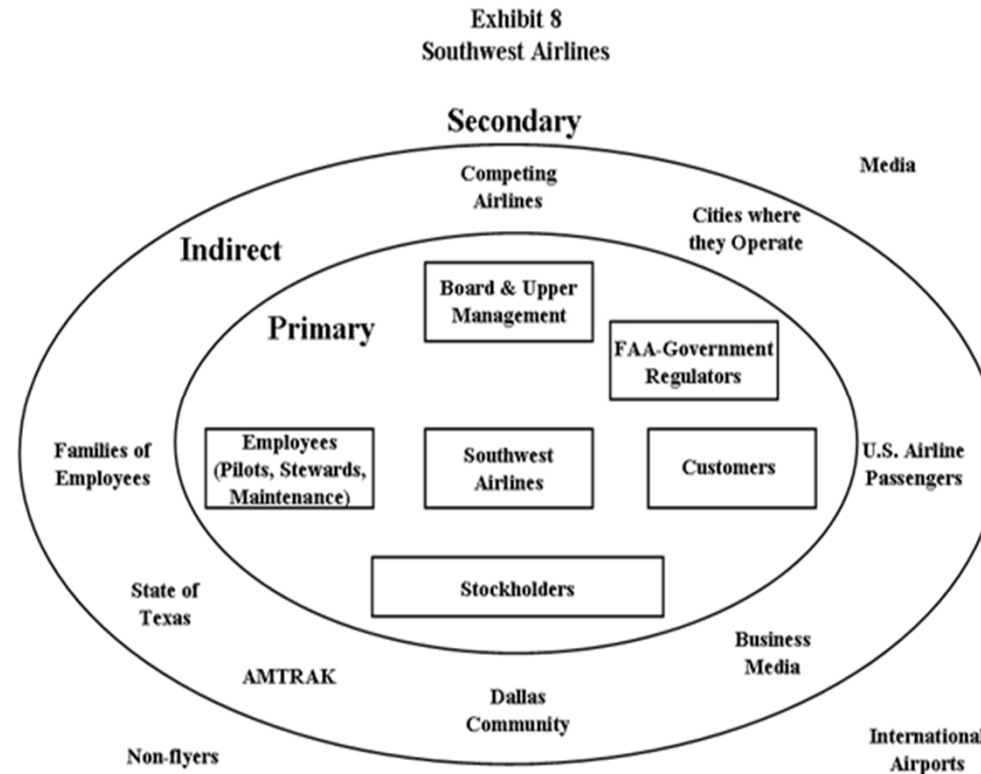 Exhibit 8
Southwest Airlines
Secondary
Media
Competing
Airlines
Cities where
they Operate
Indirect
Board & Upper
Management
Primary
FAA-Government
Regulators
Families of
Employees
Employees
(Pilots, Stewards,
Maintenance)
Southwest
Airlines
Customers
U.S. Airline
Passengers
Stockholders
State of
Texas
Business
Media
AMTRAK
Dallas
Community
Non-flyers
International
Airports